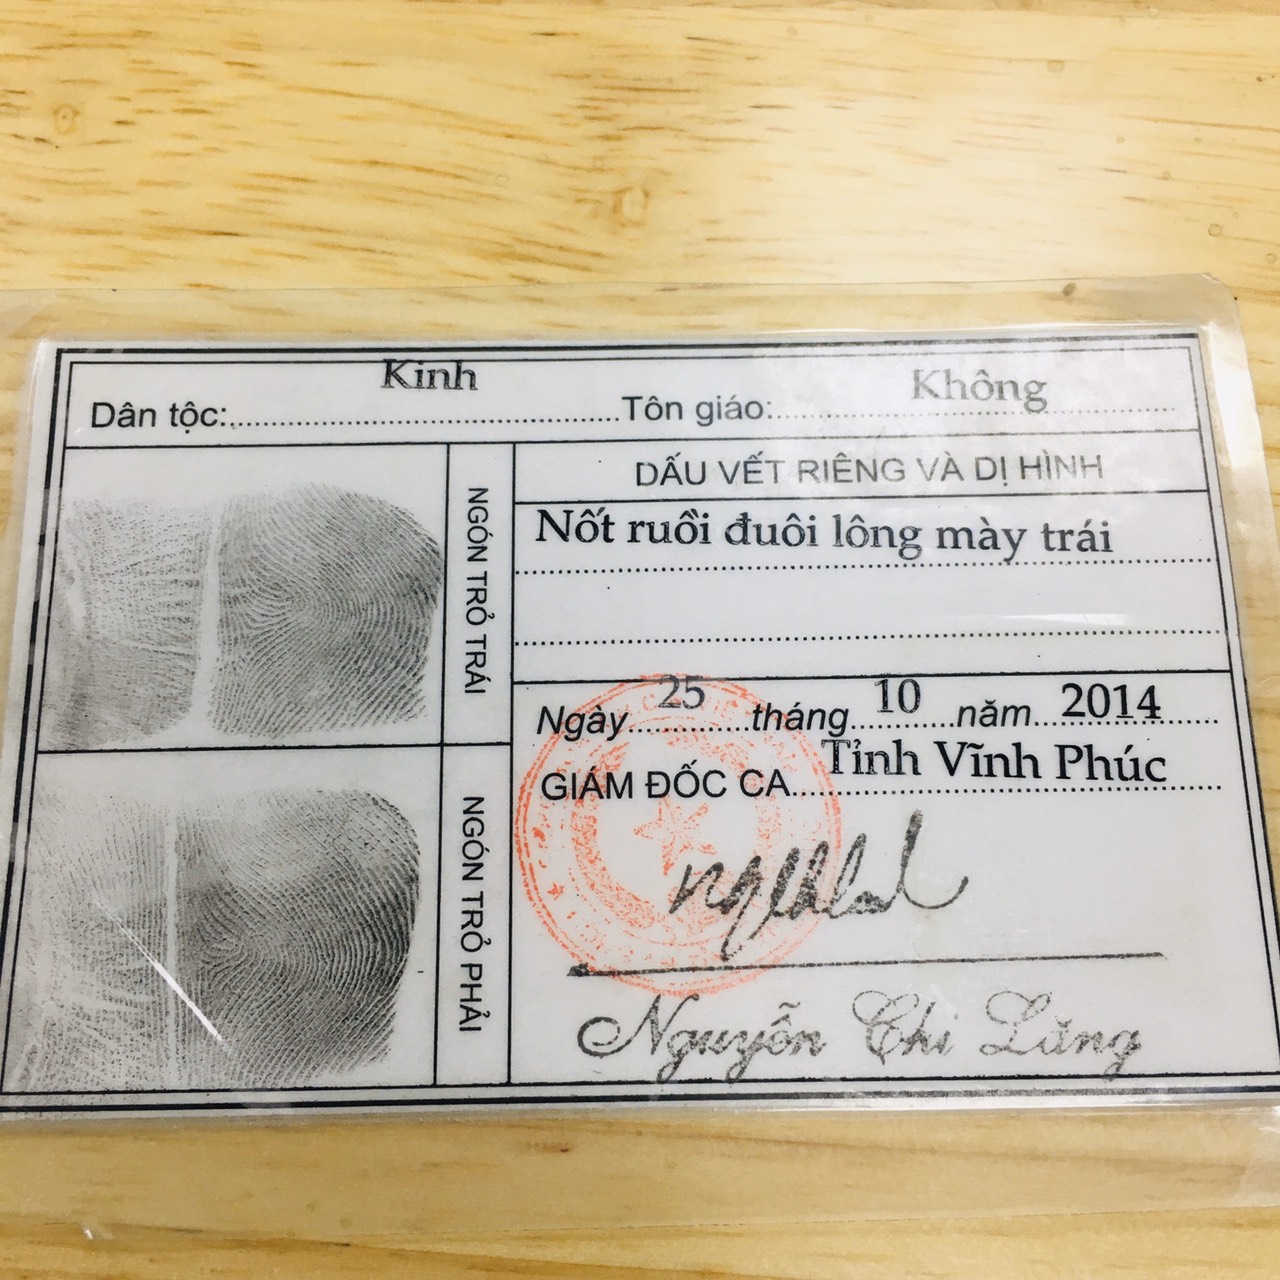 Dân tộc: Kinh Tôn giáo: Không
DẤU VẾT RIÊNG VÀ DỊ HÌNH
Nốt ruồi đuôi lông mày trái
NGÓN TRỎ TRÁI
NGÓN TRỎ PHẢI
Ngày 25 tháng 10 năm 2014
GIÁM ĐỐC CA Tỉnh Vĩnh Phúc
Nguyễn Chi Lăng